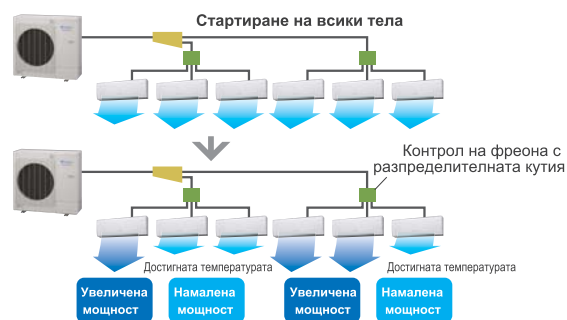 Стартиране на всики тела
Контрол на фреона с
разпределителната кутия
Достигната температурата
Достигната температурата
Увеличена
мощност
Намалена
мощност
Увеличена
мощност
Намалена
мощност